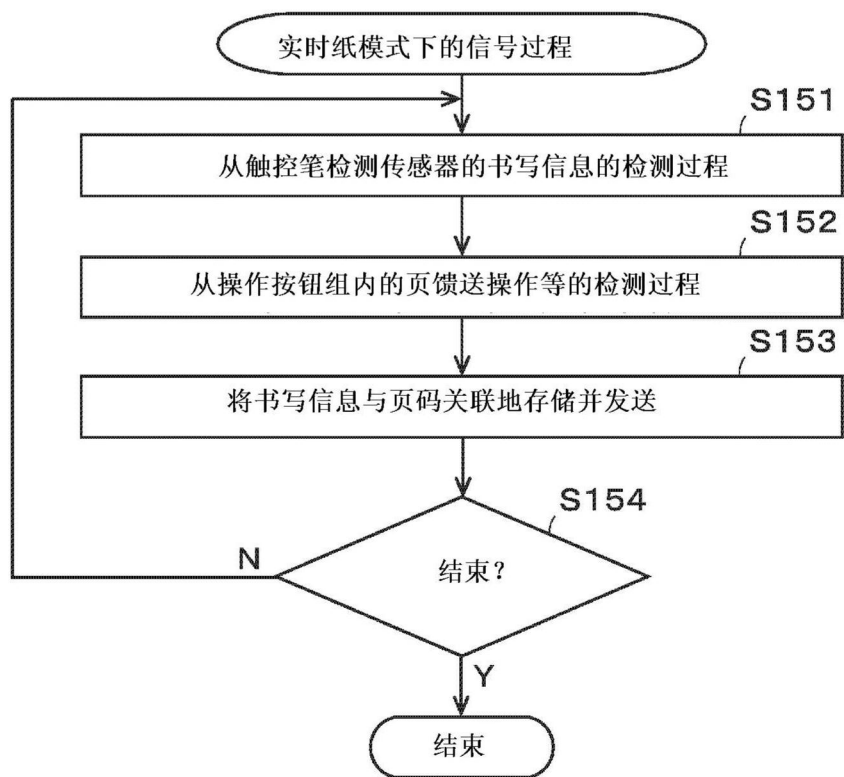 实时纸模式下的信号过程
S151
从触控笔检测传感器的书写信息的检测过程
S152
从操作按钮组内的页馈送操作等的检测过程
S153
将书写信息与页码关联地存储并发送
S154
N
结束？
Y
结束